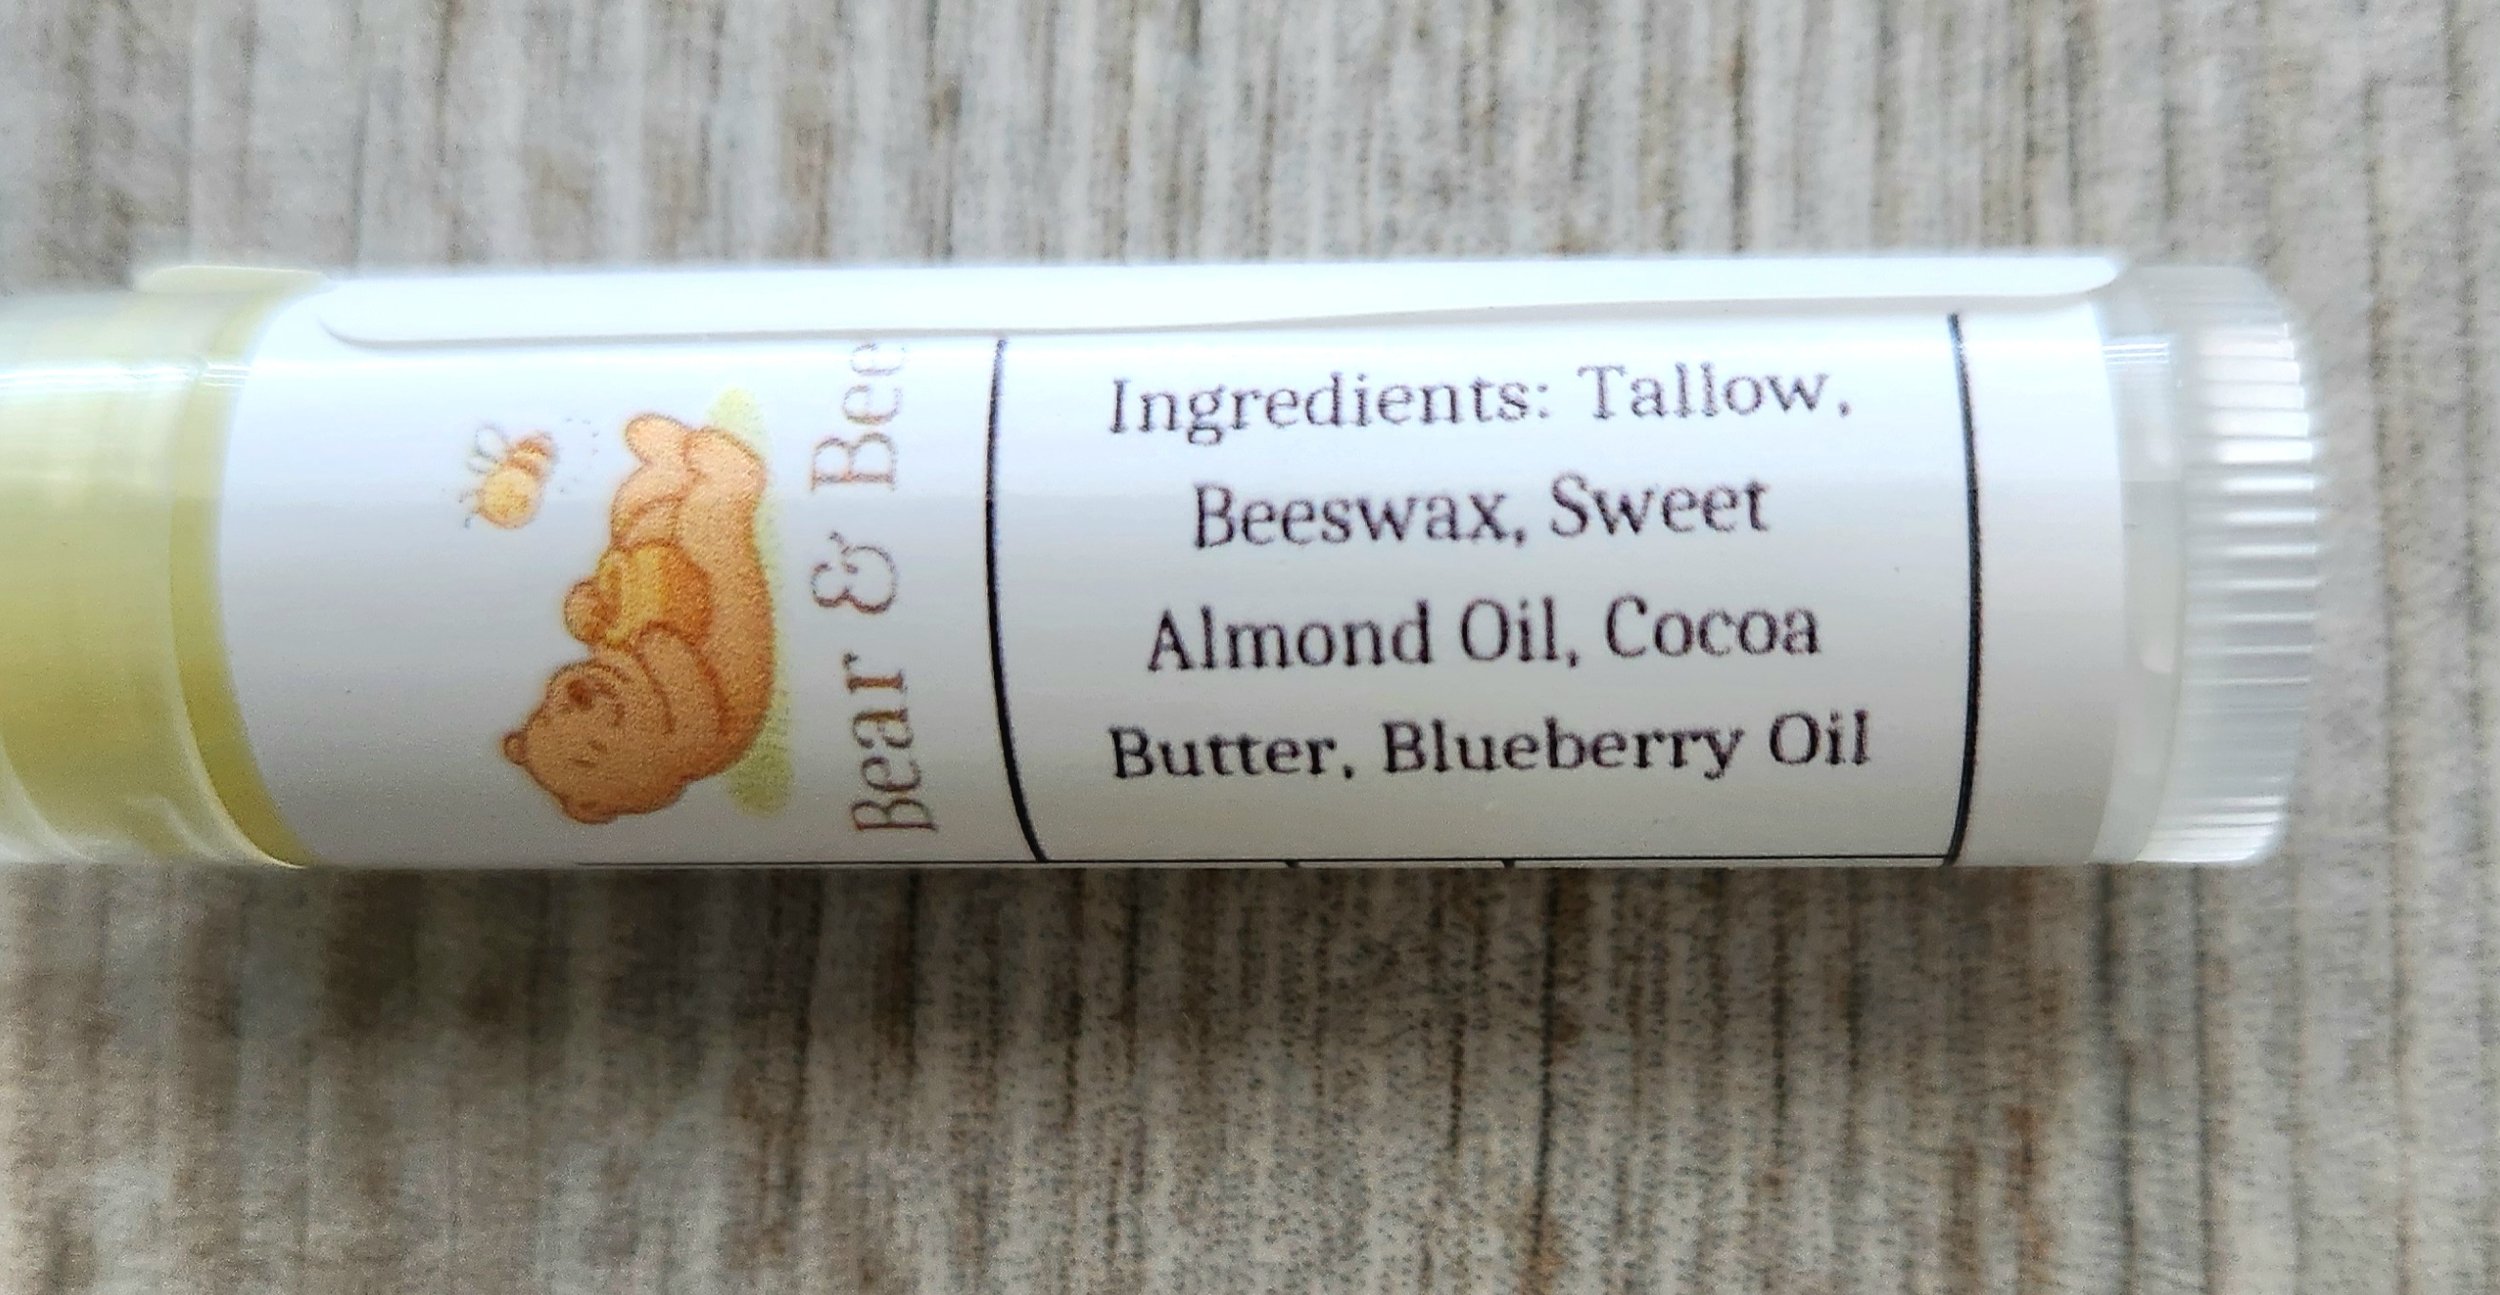 Bear & Bee
Ingredients: Tallow,
Beeswax, Sweet
Almond Oil, Cocoa
Butter, Blueberry Oil